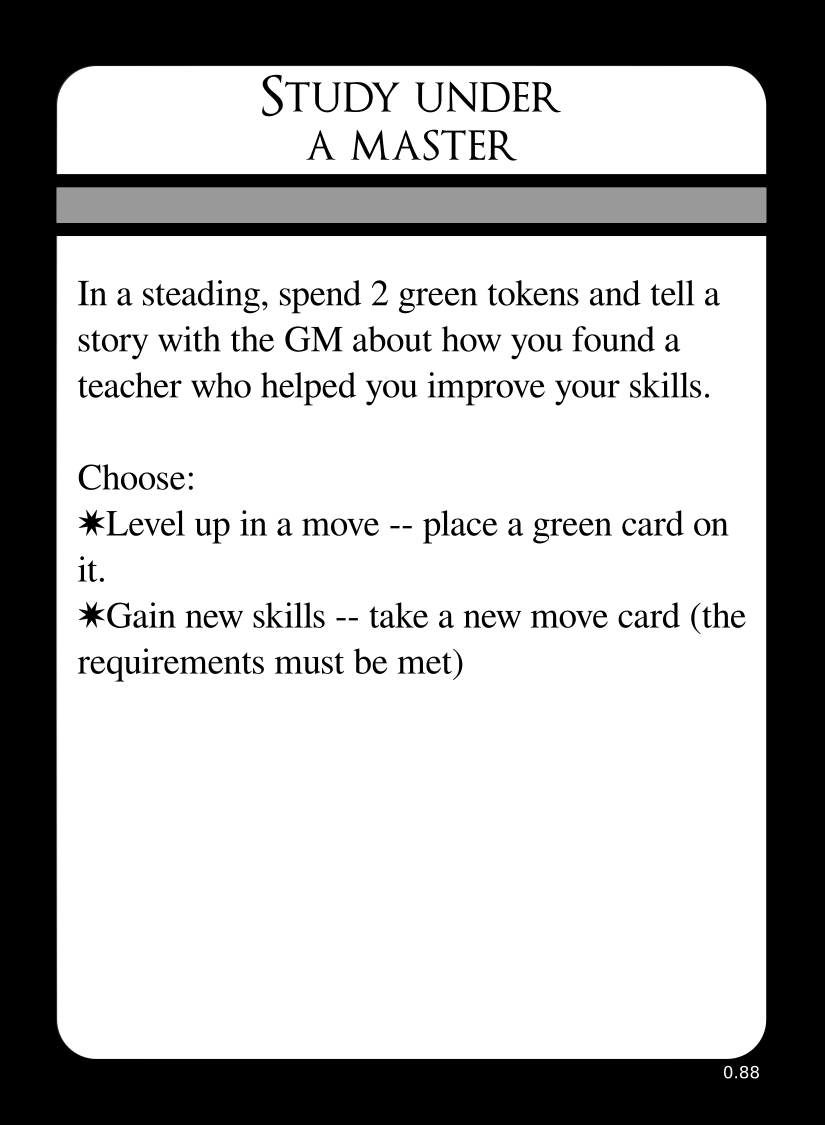 Study under
a master
In a steading, spend 2 green tokens and tell a
story with the GM about how you found a
teacher who helped you improve your skills.
Choose:
✷Level up in a move -- place a green card on
it.
✷Gain new skills -- take a new move card (the
requirements must be met)
0.88